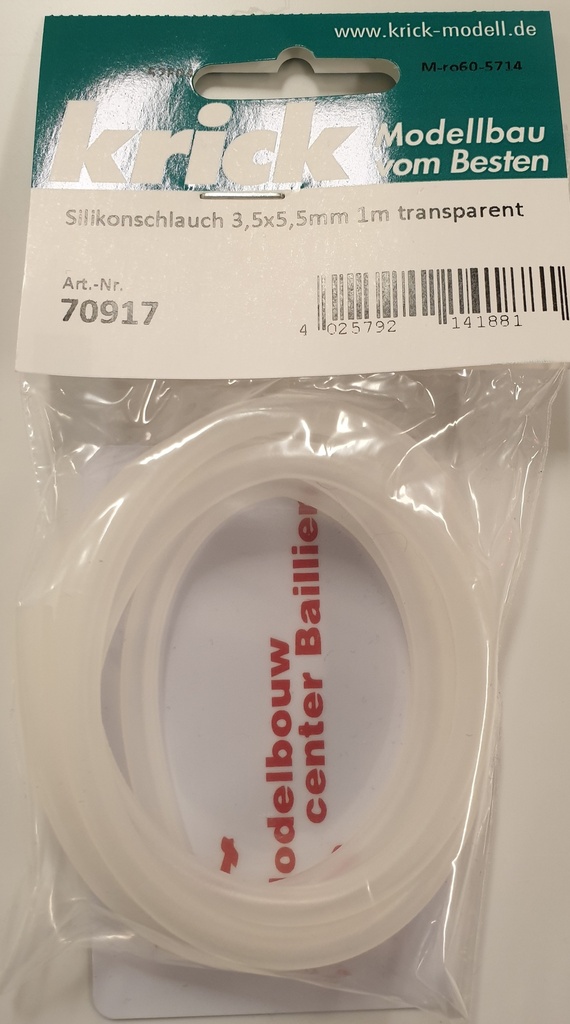 www.krick-modell.de
M-ro60-5714
krick
Modellbau
vom Besten
Silikonschlauch 3,5x5,5mm 1m transparent
Art.-Nr.
70917
4 025792 141881
odelbouw
center Baillien